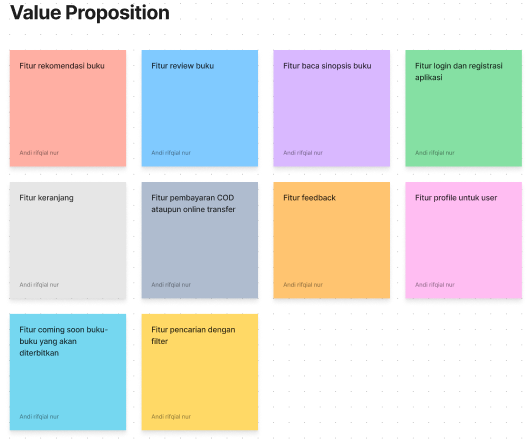 Value Proposition
Fitur rekomendasi buku
Andi rifqial nur
Fitur review buku
Andi rifqial nur
Fitur baca sinopsis buku
Andi rifqial nur
Fitur login dan registrasi
aplikasi
Andi rifqial nur
Fitur keranjang
Andi rifqial nur
Fitur pembayaran COD
ataupun online transfer
Andi rifqial nur
Fitur feedback
Andi rifqial nur
Fitur profile untuk user
Andi rifqial nur
Fitur coming soon buku-
buku yang akan
diterbitkan
Andi rifqial nur
Fitur pencarian dengan
filter
Andi rifqial nur